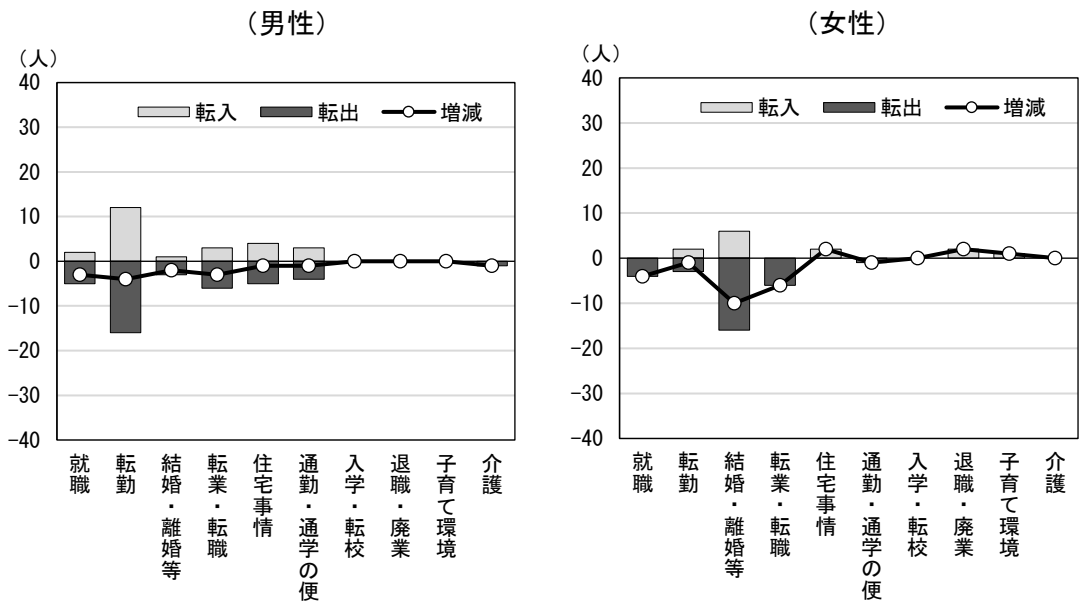 (男性)
(人)
40
30
20
10
0
−10
−20
−30
−40
転入
転出
増減
就職
転勤
結婚・離婚等
転業・転職
住宅事情
通勤・通学の便
入学・転校
退職・廃業
子育て環境
介護
(女性)
(人)
40
30
20
10
0
−10
−20
−30
−40
転入
転出
増減
就職
転勤
結婚・離婚等
転業・転職
住宅事情
通勤・通学の便
入学・転校
退職・廃業
子育て環境
介護